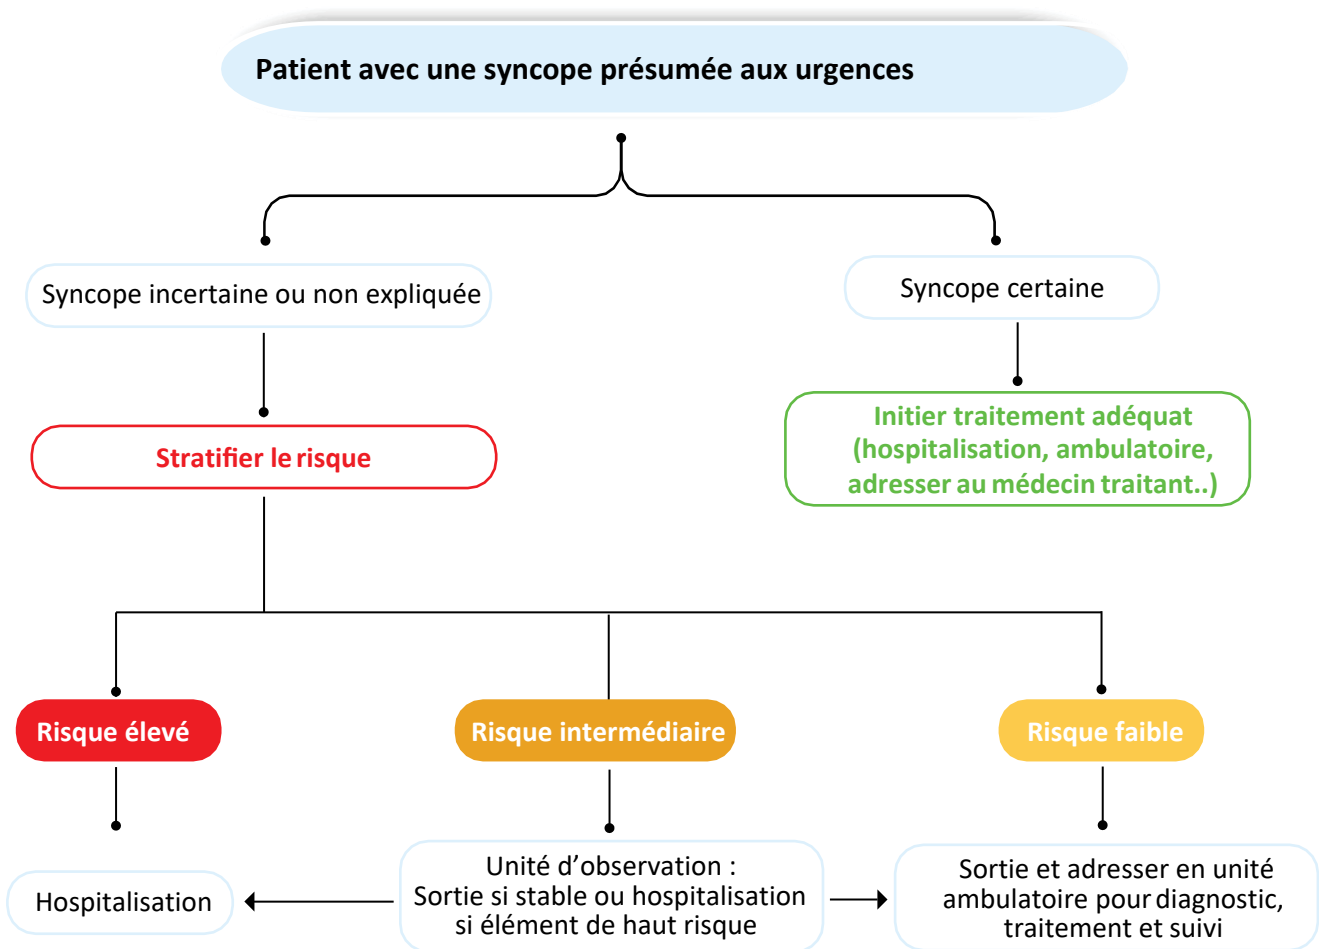 Patient avec une syncope présumée aux urgences
Syncope incertaine ou non expliquée
Syncope certaine
Stratifier le risque
Initier traitement adéquat
(hospitalisation, ambulatoire,
adresser au médecin traitant..)
Risque élevé
Risque intermédiaire
Risque faible
Hospitalisation
Unité d'observation :
Sortie si stable ou hospitalisation
si élément de haut risque
Sortie et adresser en unité
ambulatoire pour diagnostic,
traitement et suivi